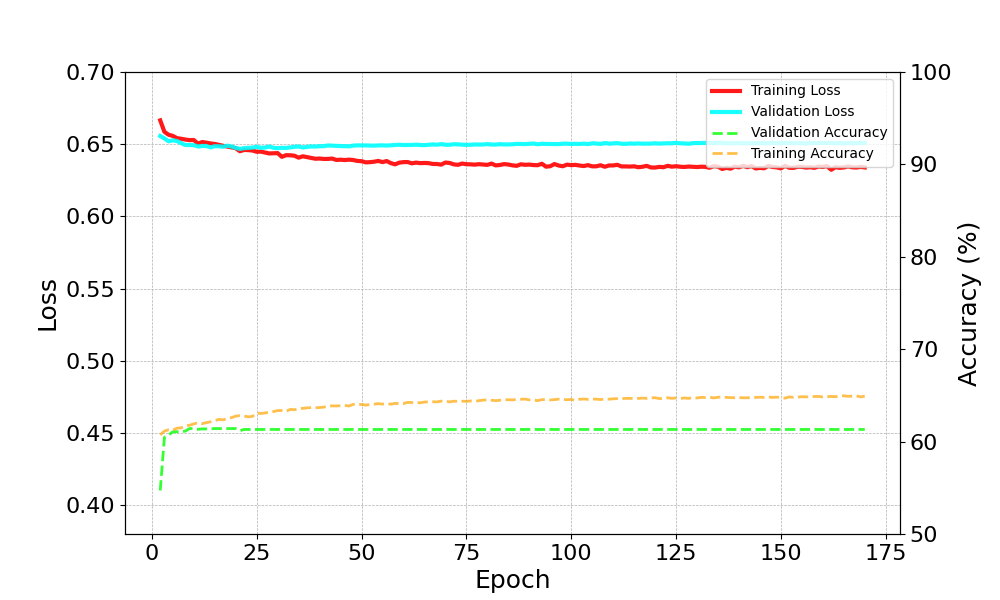 0.70
0.65
0.60
0.55
0.50
0.45
0.40
Loss
100
90
80
70
60
50
Accuracy (%)
Training Loss
Validation Loss
Validation Accuracy
Training Accuracy
0 25 50 75 100 125 150 175
Epoch